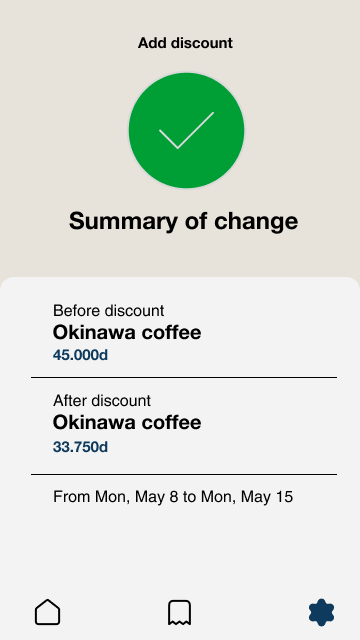 Add discount
Summary of change
Before discount
Okinawa coffee
45.000d
After discount
Okinawa coffee
33.750d
From Mon, May 8 to Mon, May 15